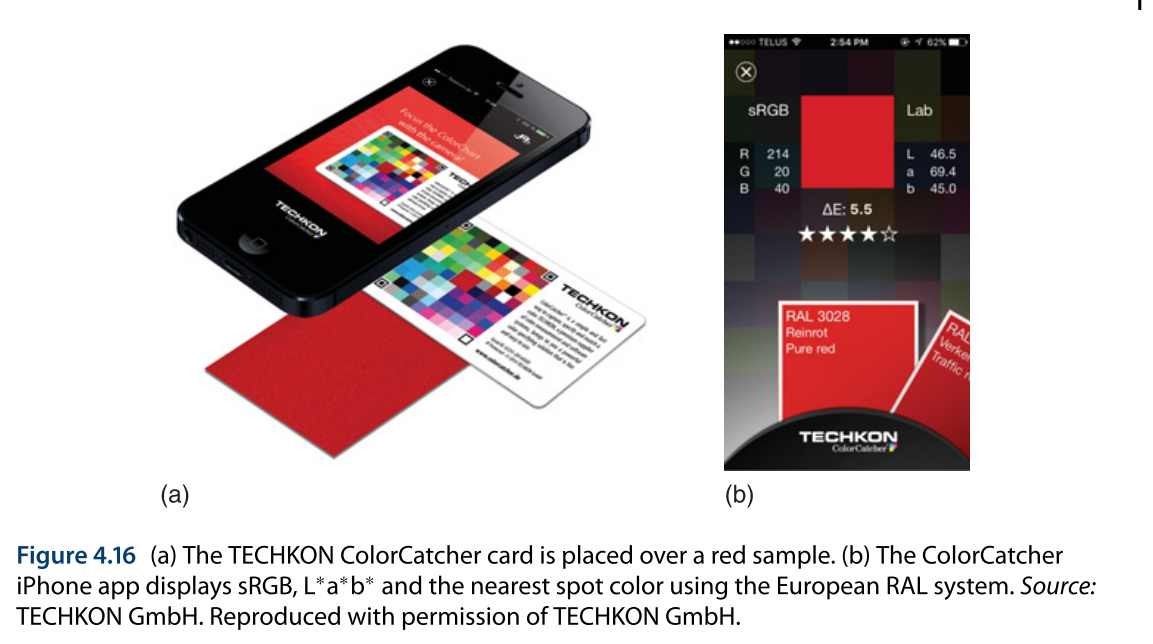 Focus the ColorChart
with the camera!
TECHKON
ColorCatcher
TECHKON
ColorCatcher
www.colorcatcher.de
(a)
TELUS 2:54 PM 62%
sRGB
Lab
R 214
G 20
B 40
L 46.5
a 69.4
b 45.0
ΔE: 5.5
RAL 3028
Reinrot
Pure red
RAL
Verke
Traffic r
TECHKON
ColorCatcher
(b)
Figure 4.16 (a) The TECHKON ColorCatcher card is placed over a red sample. (b) The ColorCatcher
iPhone app displays sRGB, L*a*b* and the nearest spot color using the European RAL system. Source:
TECHKON GmbH. Reproduced with permission of TECHKON GmbH.